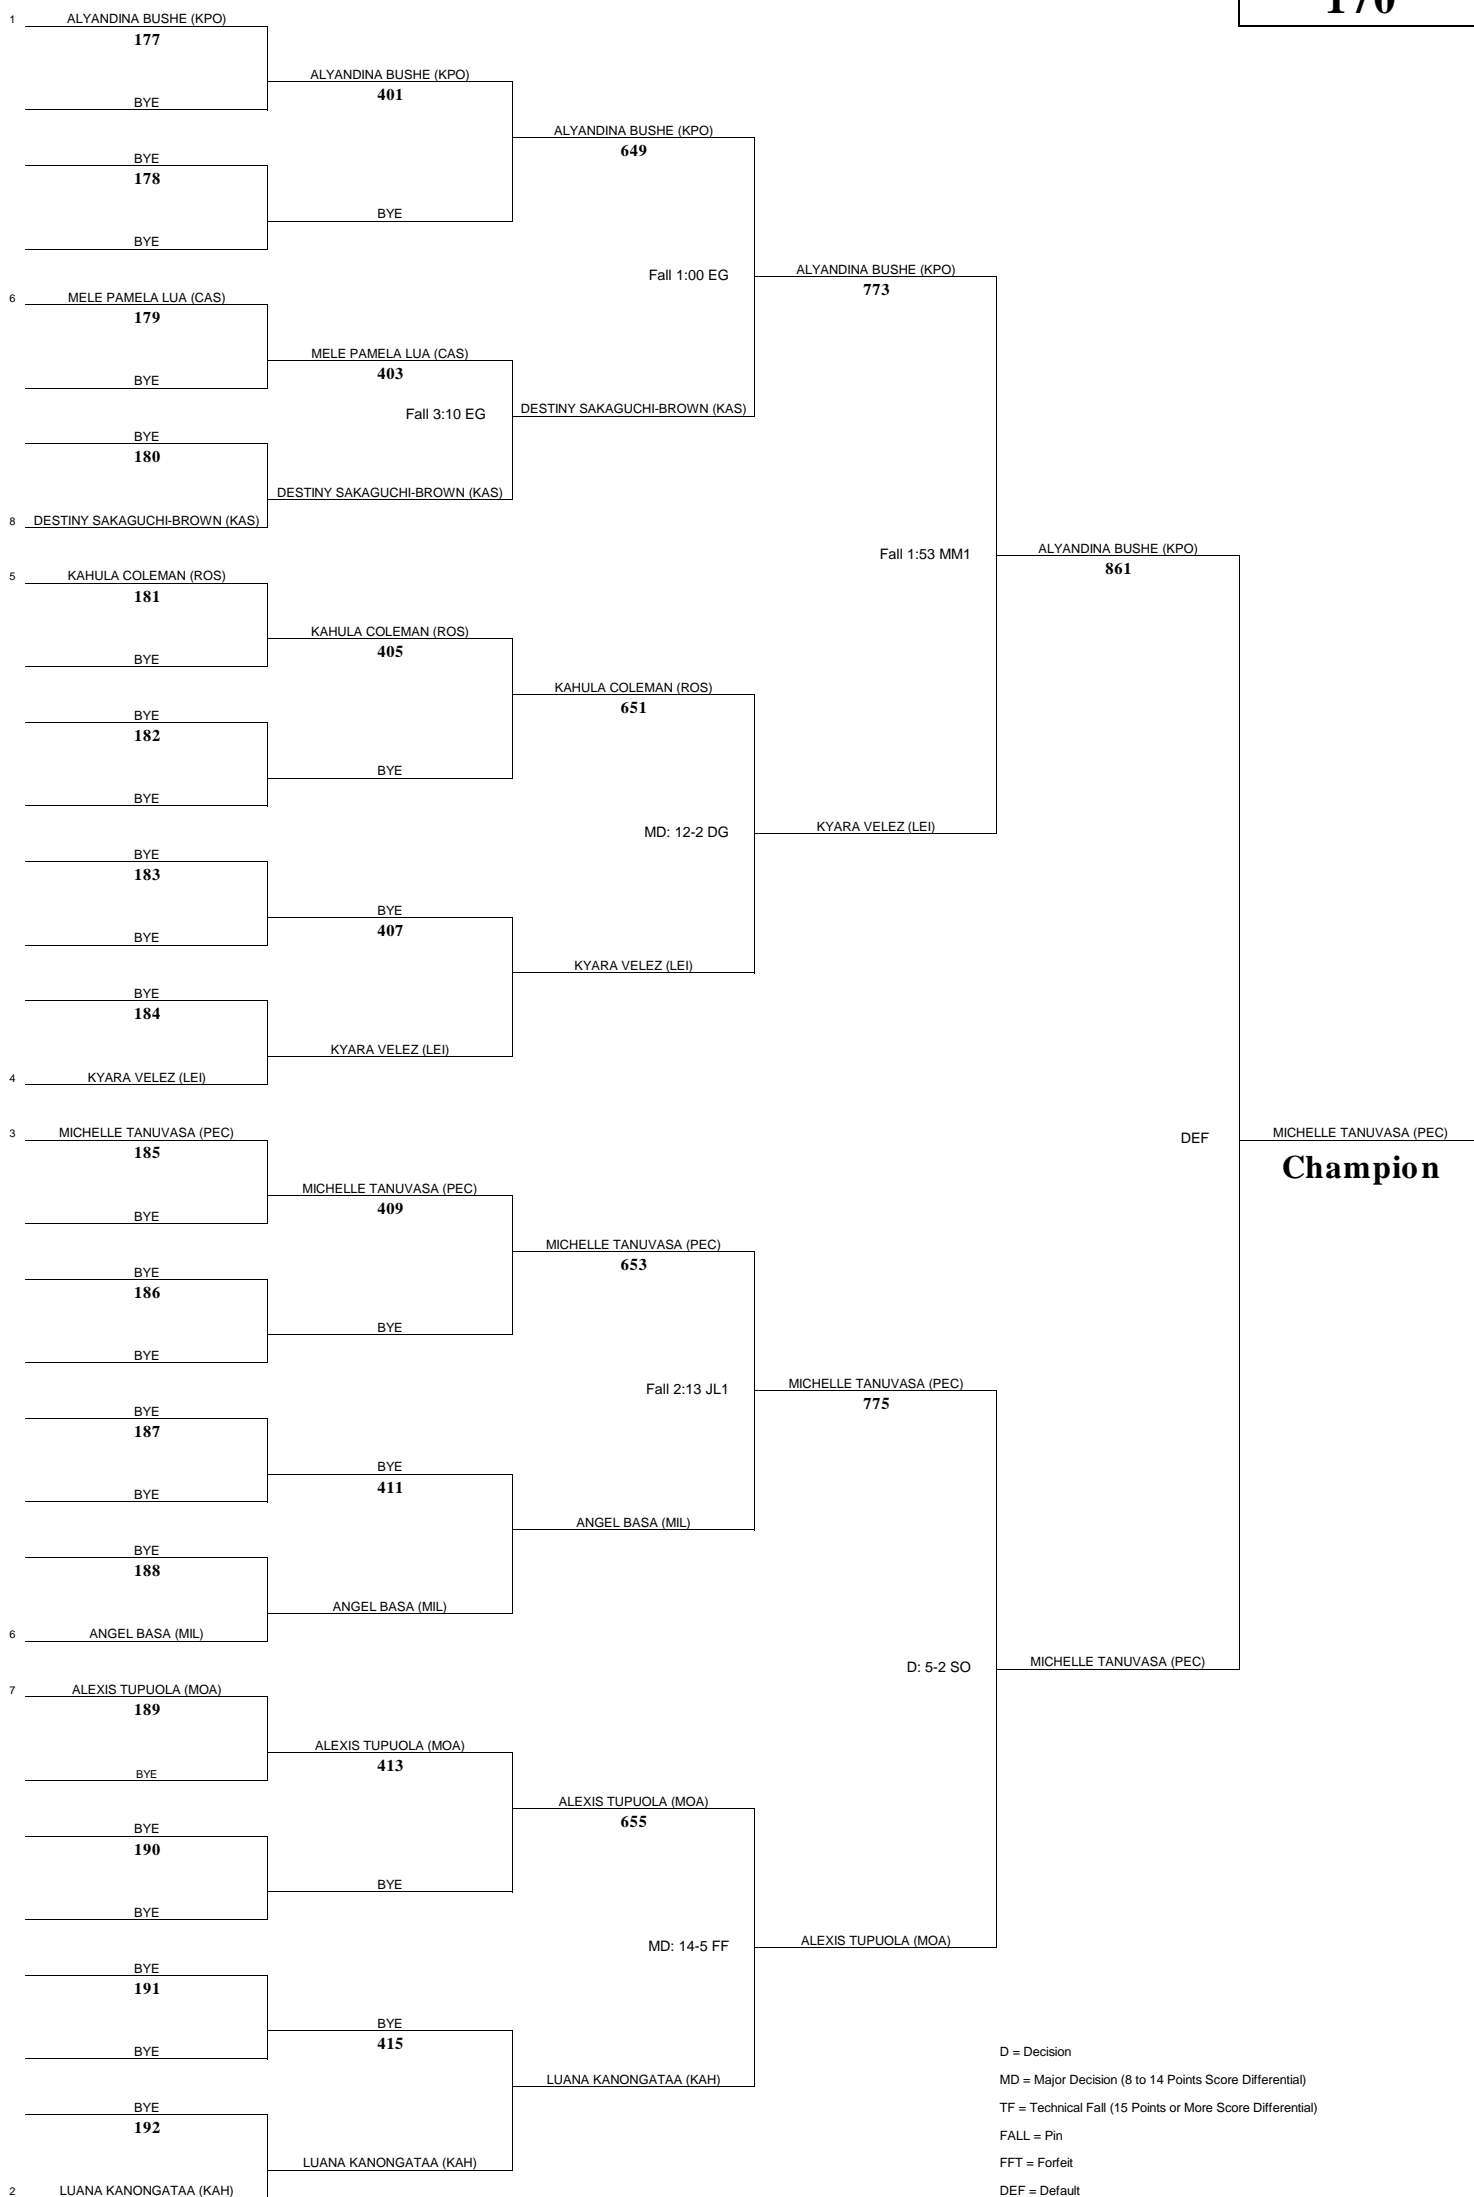 170
1 ALYANDINA BUSHE (KPO)
177
ALYANDINA BUSHE (KPO)
401
BYE
ALYANDINA BUSHE (KPO)
649
BYE
178
BYE
BYE
Fall 1:00 EG
ALYANDINA BUSHE (KPO)
773
6 MELE PAMELA LUA (CAS)
179
MELE PAMELA LUA (CAS)
403
BYE
Fall 3:10 EG
DESTINY SAKAGUCHI-BROWN (KAS)
BYE
180
DESTINY SAKAGUCHI-BROWN (KAS)
8 DESTINY SAKAGUCHI-BROWN (KAS)
Fall 1:53 MM1
ALYANDINA BUSHE (KPO)
861
5 KAHULA COLEMAN (ROS)
181
KAHULA COLEMAN (ROS)
405
BYE
KAHULA COLEMAN (ROS)
651
BYE
182
BYE
BYE
MD: 12-2 DG
KYARA VELEZ (LEI)
BYE
183
BYE
407
BYE
KYARA VELEZ (LEI)
BYE
184
KYARA VELEZ (LEI)
4 KYARA VELEZ (LEI)
3 MICHELLE TANUVASA (PEC)
185
DEF
MICHELLE TANUVASA (PEC)
Champion
MICHELLE TANUVASA (PEC)
409
BYE
MICHELLE TANUVASA (PEC)
653
BYE
186
BYE
BYE
Fall 2:13 JL1
MICHELLE TANUVASA (PEC)
775
BYE
187
BYE
411
BYE
ANGEL BASA (MIL)
BYE
188
ANGEL BASA (MIL)
6 ANGEL BASA (MIL)
D: 5-2 SO
MICHELLE TANUVASA (PEC)
7 ALEXIS TUPUOLA (MOA)
189
ALEXIS TUPUOLA (MOA)
413
BYE
ALEXIS TUPUOLA (MOA)
655
BYE
190
BYE
BYE
MD: 14-5 FF
ALEXIS TUPUOLA (MOA)
BYE
191
BYE
415
BYE
LUANA KANONGATAA (KAH)
BYE
192
LUANA KANONGATAA (KAH)
2 LUANA KANONGATAA (KAH)
D = Decision
MD = Major Decision (8 to 14 Points Score Differential)
TF = Technical Fall (15 Points or More Score Differential)
FALL = Pin
FFT = Forfeit
DEF = Default